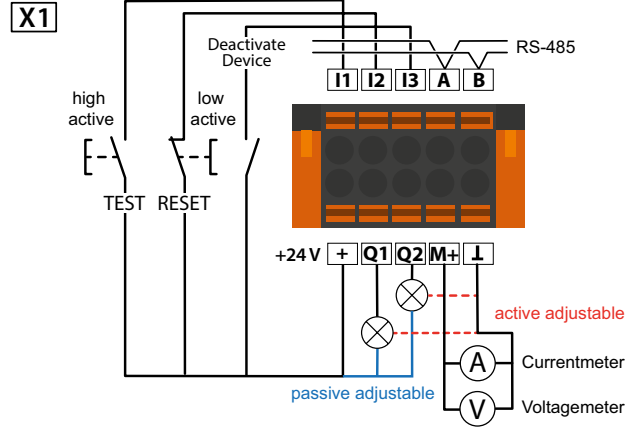 X1
Deactivate
Device
RS-485
I1 I2 I3 A B
high
active
low
active
TEST RESET
+24 V + Q1 Q2 M+ ⊥
active adjustable
passive adjustable
A Currentmeter
V Voltagemeter